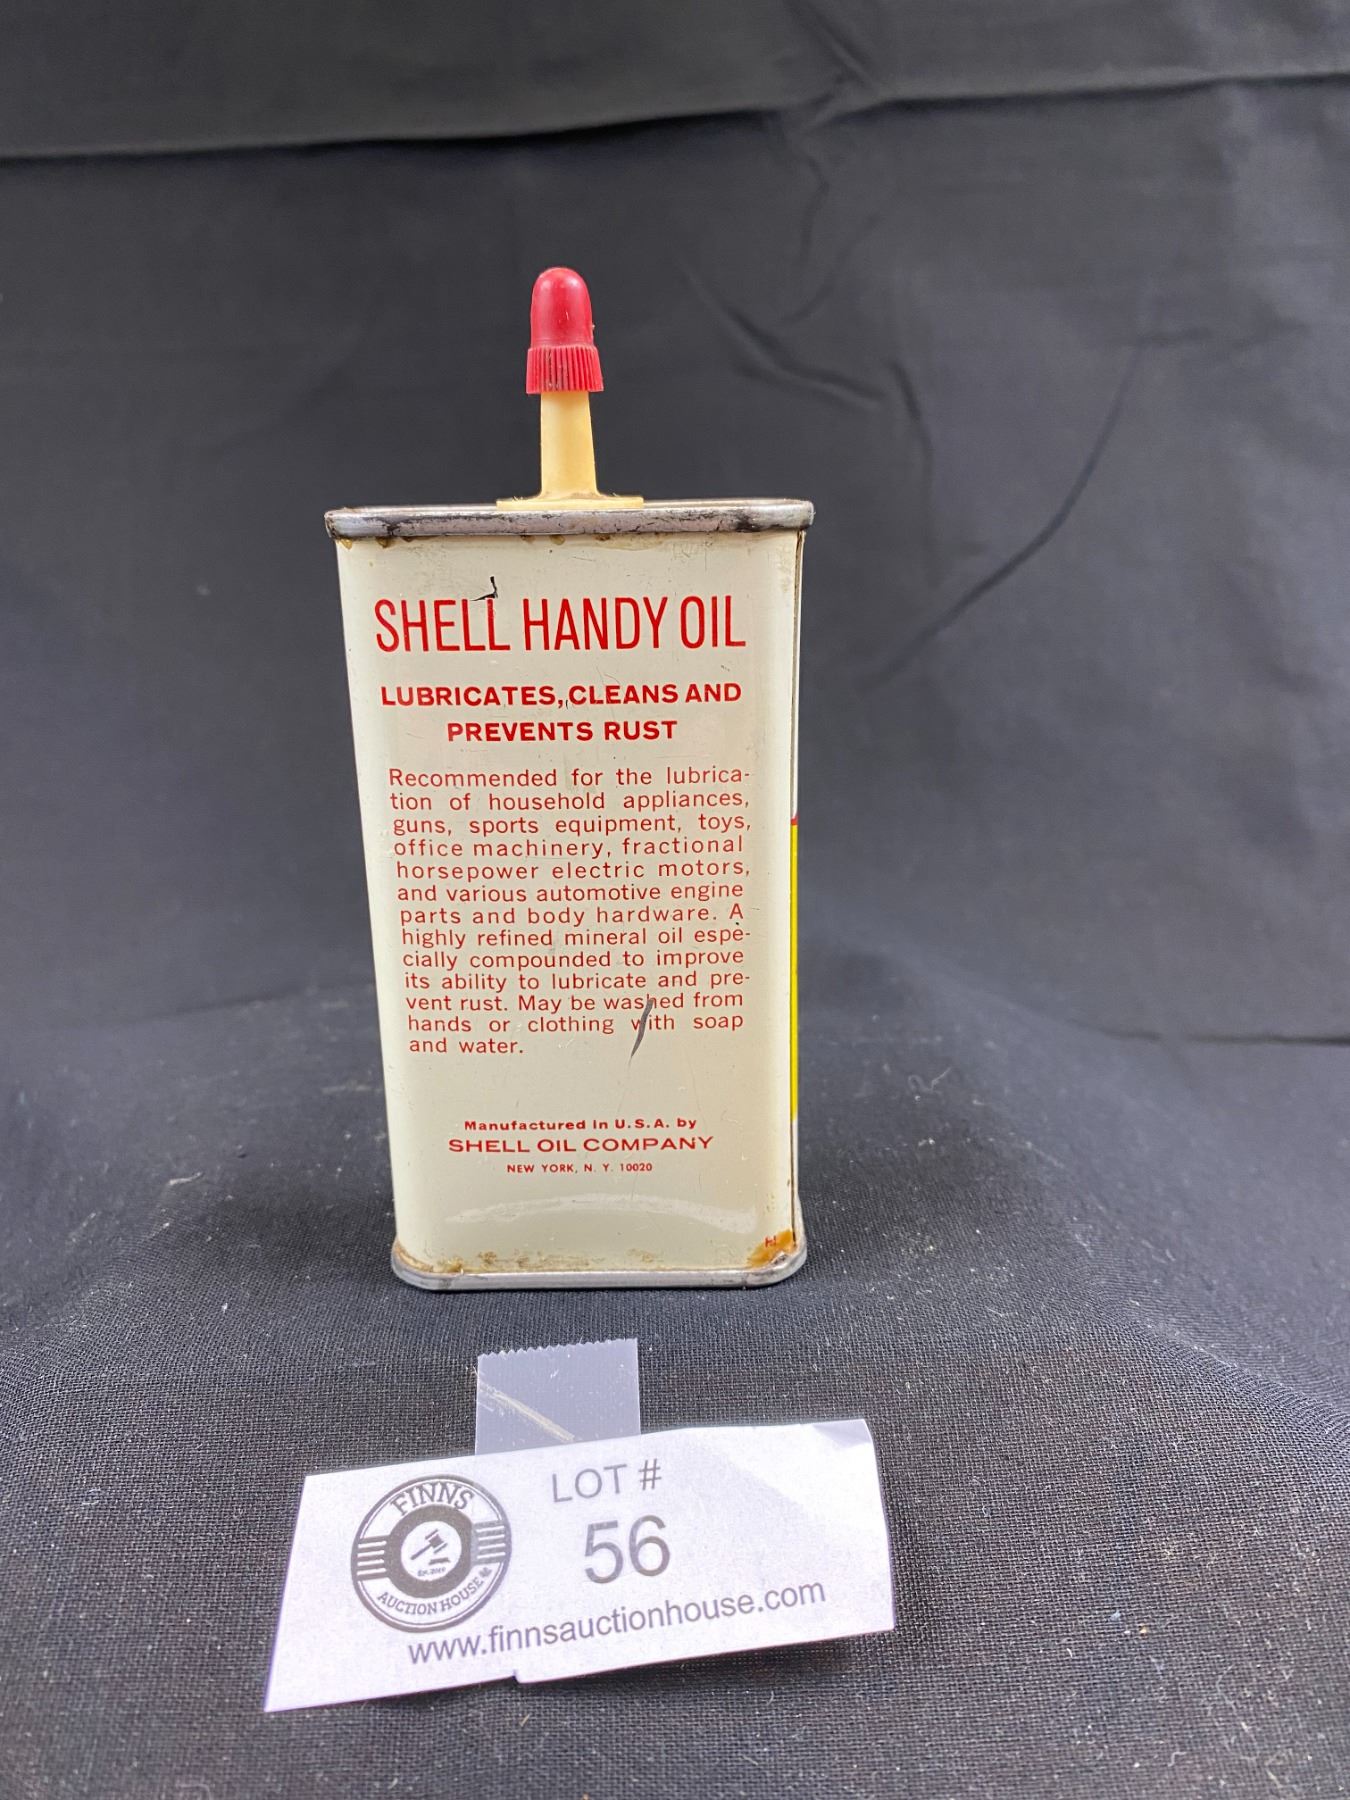 SHELL HANDY OIL
LUBRICATES, CLEANS AND
PREVENTS RUST
Recommended for the lubrica-
tion of household appliances,
guns, sports equipment, toys,
office machinery, fractional
horsepower electric motors,
and various automotive engine
parts and body hardware. A
highly refined mineral oil espe-
cially compounded to improve
its ability to lubricate and pre-
vent rust. May be washed from
hands or clothing with soap
and water.
Manufactured in U.S.A. by
SHELL OIL COMPANY
NEW YORK, N. Y. 10020
LOT #
56
FINNS
EST. 2019
AUCTION HOUSE
www.finnsauctionhouse.com